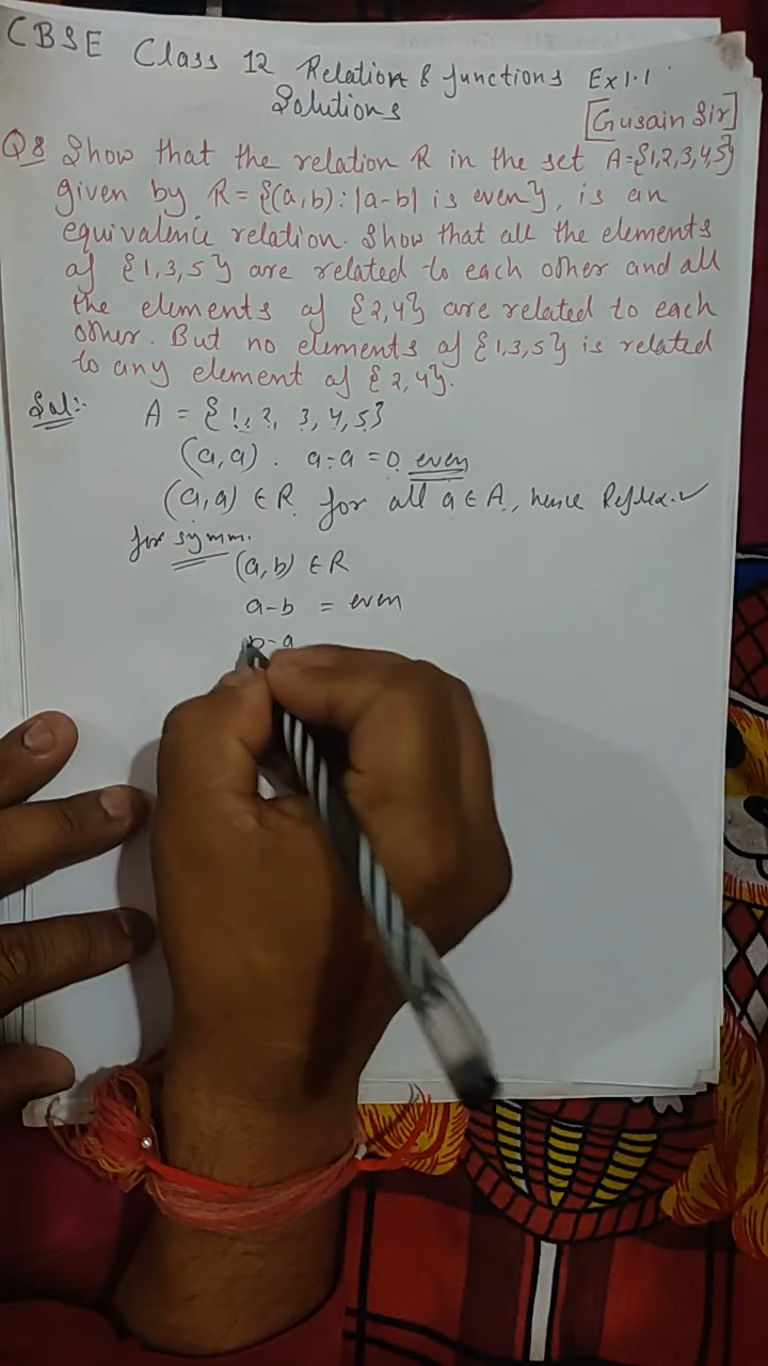 CBSE Class 12 Relation & functions Ex 1.1
Solutions
[Gusain Sir]
Q8 Show that the relation R in the set A={1,2,3,4,5}
given by R = {(a,b) : |a-b| is even}, is an
equivalence relation. Show that all the elements
of {1,3,5} are related to each other and all
the elements of {2,4} are related to each
other. But no elements of {1,3,5} is related
to any element of {2,4}.
Sol:- A = {1, 2, 3, 4, 5}
(a,a) . a-a = 0 even
(a,a) ∈ R for all a ∈ A, hence Reflex. ✓
for symm.
(a,b) ∈ R
a-b = even
b-a